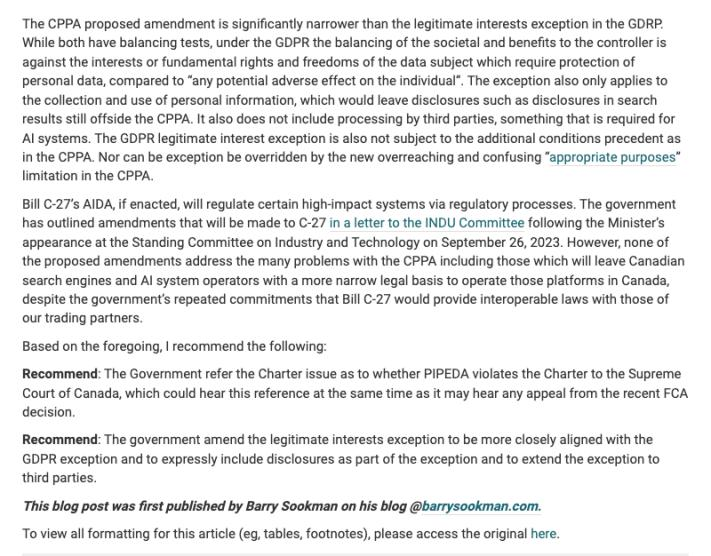 The CPPA proposed amendment is significantly narrower than the legitimate interests exception in the GDRP.
While both have balancing tests, under the GDPR the balancing of the societal and benefits to the controller is
against the interests or fundamental rights and freedoms of the data subject which require protection of
personal data, compared to “any potential adverse effect on the individual”. The exception also only applies to
the collection and use of personal information, which would leave disclosures such as disclosures in search
results still offside the CPPA. It also does not include processing by third parties, something that is required for
AI systems. The GDPR legitimate interest exception is also not subject to the additional conditions precedent as
in the CPPA. Nor can be exception be overridden by the new overreaching and confusing “appropriate purposes”
limitation in the CPPA.
Bill C-27’s AIDA, if enacted, will regulate certain high-impact systems via regulatory processes. The government
has outlined amendments that will be made to C-27 in a letter to the INDU Committee following the Minister’s
appearance at the Standing Committee on Industry and Technology on September 26, 2023. However, none of
the proposed amendments address the many problems with the CPPA including those which will leave Canadian
search engines and AI system operators with a more narrow legal basis to operate those platforms in Canada,
despite the government’s repeated commitments that Bill C-27 would provide interoperable laws with those of
our trading partners.
Based on the foregoing, I recommend the following:
Recommend: The Government refer the Charter issue as to whether PIPEDA violates the Charter to the Supreme
Court of Canada, which could hear this reference at the same time as it may hear any appeal from the recent FCA
decision.
Recommend: The government amend the legitimate interests exception to be more closely aligned with the
GDPR exception and to expressly include disclosures as part of the exception and to extend the exception to
third parties.
This blog post was first published by Barry Sookman on his blog @barrysookman.com.
To view all formatting for this article (eg, tables, footnotes), please access the original here.